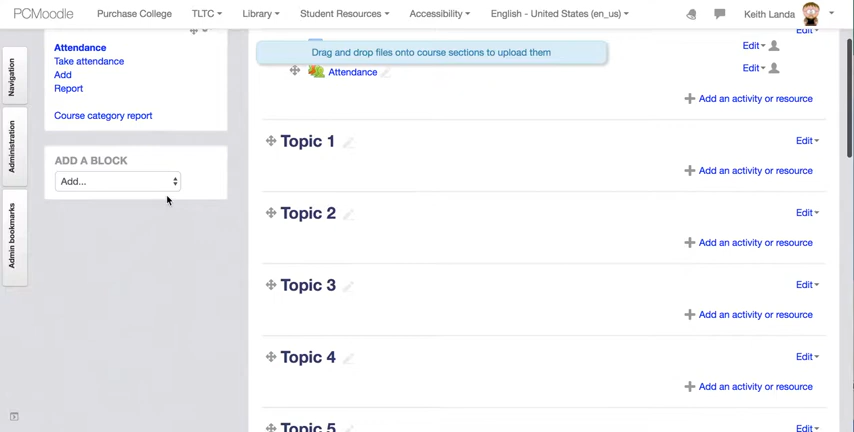 PCMoodle Purchase College TLTC Library Student Resources Accessibility English - United States (en_us) Keith Landa
Navigation
Administration
Admin bookmarks
Attendance
Take attendance
Add
Report
Course category report
ADD A BLOCK
Add...
Drag and drop files onto course sections to upload them
Edit
Edit
Attendance Edit
Add an activity or resource
Topic 1 Edit
Add an activity or resource
Topic 2 Edit
Add an activity or resource
Topic 3 Edit
Add an activity or resource
Topic 4 Edit
Add an activity or resource
Topic 5 Edit